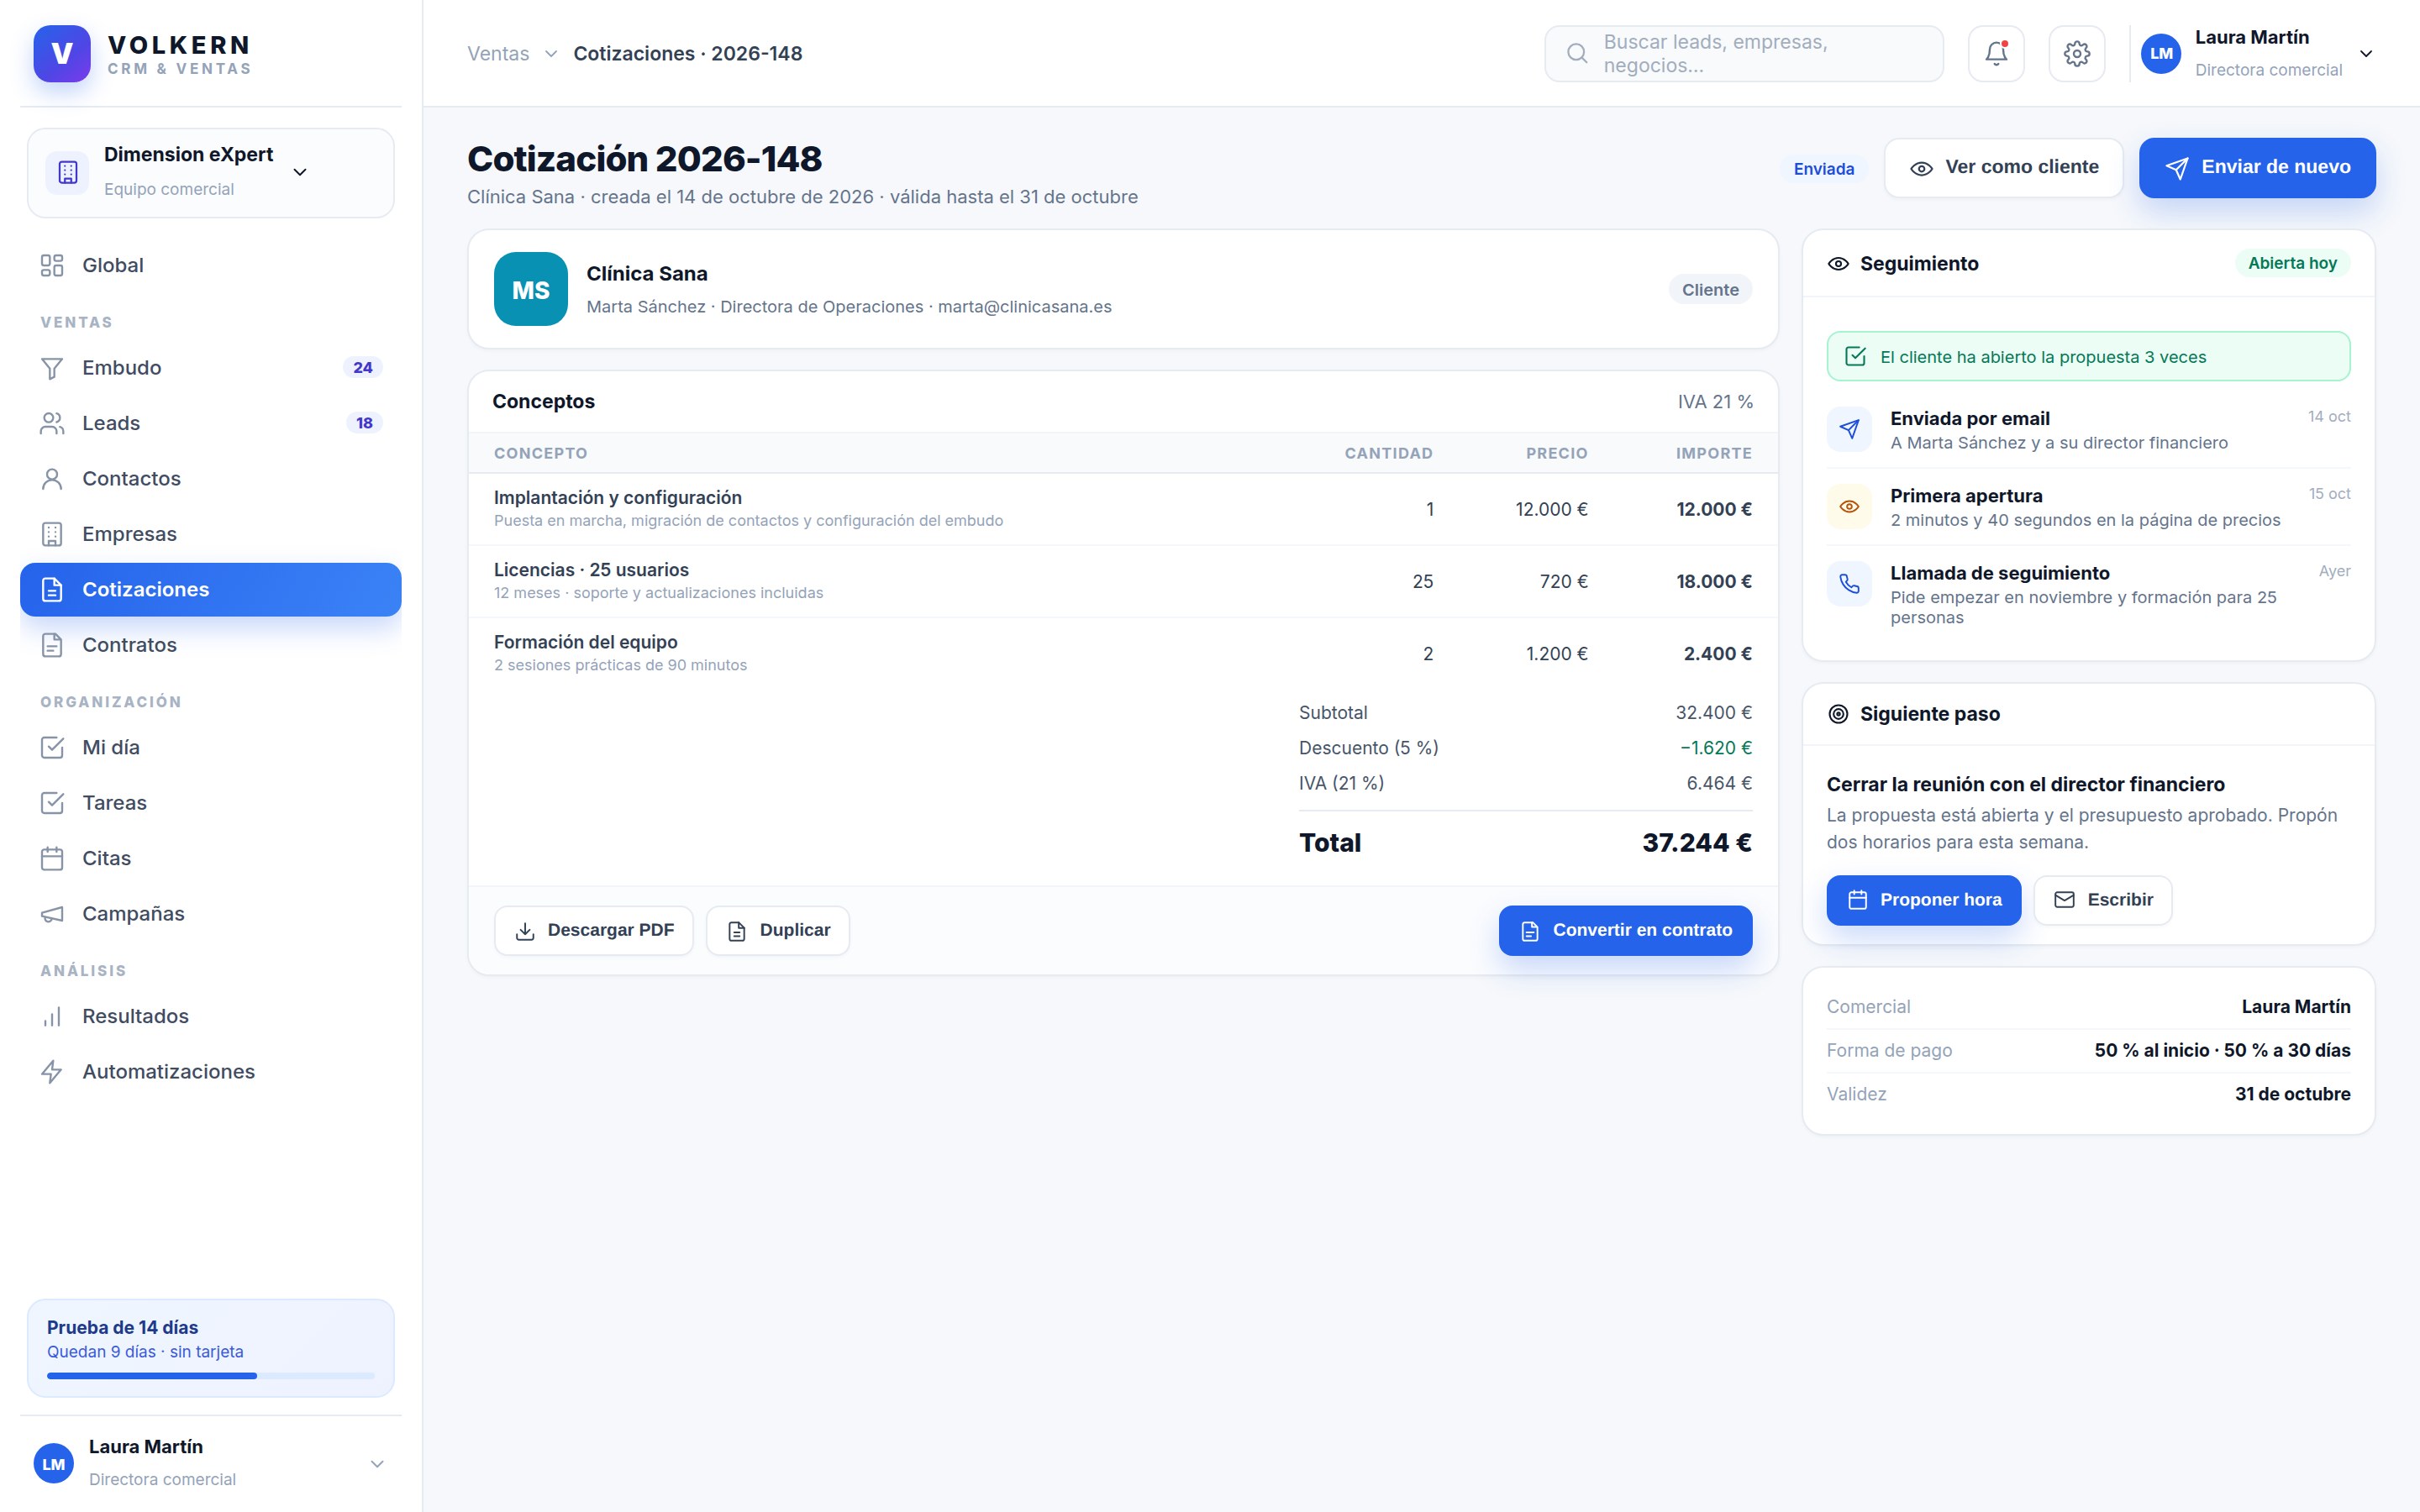 V
VOLKERN
CRM & VENTAS
Dimension eXpert
Equipo comercial
Global
VENTAS
Embudo 24
Leads 18
Contactos
Empresas
Cotizaciones
Contratos
ORGANIZACIÓN
Mi día
Tareas
Citas
Campañas
ANÁLISIS
Resultados
Automatizaciones
Prueba de 14 días
Quedan 9 días · sin tarjeta
LM
Laura Martín
Directora comercial
Ventas Cotizaciones · 2026-148
Buscar leads, empresas,
negocios...
LM
Laura Martín
Directora comercial
Cotización 2026-148
Clínica Sana · creada el 14 de octubre de 2026 · válida hasta el 31 de octubre
Enviada
Ver como cliente
Enviar de nuevo
MS
Clínica Sana
Marta Sánchez · Directora de Operaciones · marta@clinicasana.es
Cliente
Conceptos IVA 21 %
CONCEPTO CANTIDAD PRECIO IMPORTE
Implantación y configuración 1 12.000 € 12.000 €
Puesta en marcha, migración de contactos y configuración del embudo
Licencias · 25 usuarios 25 720 € 18.000 €
12 meses · soporte y actualizaciones incluidas
Formación del equipo 2 1.200 € 2.400 €
2 sesiones prácticas de 90 minutos
Subtotal 32.400 €
Descuento (5 %) −1.620 €
IVA (21 %) 6.464 €
Total 37.244 €
Descargar PDF
Duplicar
Convertir en contrato
Seguimiento Abierta hoy
El cliente ha abierto la propuesta 3 veces
Enviada por email 14 oct
A Marta Sánchez y a su director financiero
Primera apertura 15 oct
2 minutos y 40 segundos en la página de precios
Llamada de seguimiento Ayer
Pide empezar en noviembre y formación para 25
personas
Siguiente paso
Cerrar la reunión con el director financiero
La propuesta está abierta y el presupuesto aprobado. Propón
dos horarios para esta semana.
Proponer hora
Escribir
Comercial Laura Martín
Forma de pago 50 % al inicio · 50 % a 30 días
Validez 31 de octubre